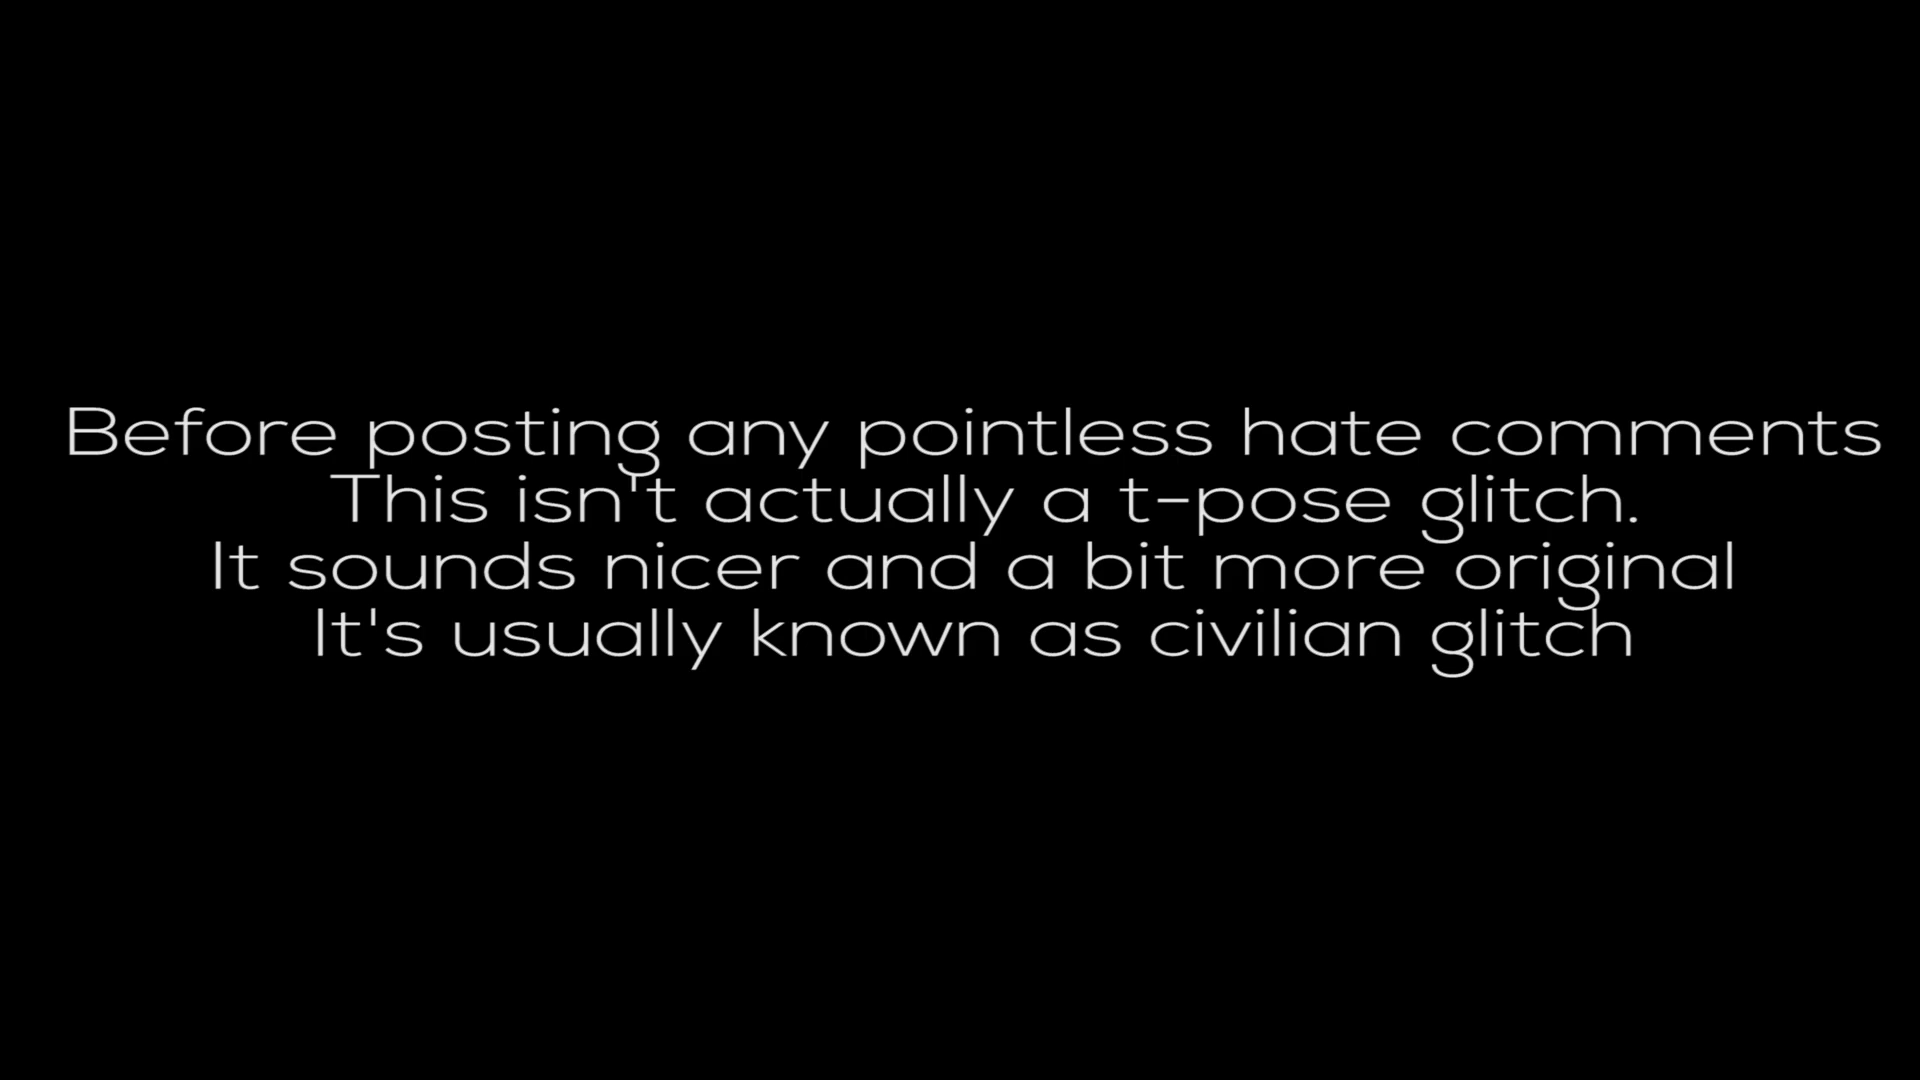 Before posting any pointless hate comments
This isn't actually a t-pose glitch.
It sounds nicer and a bit more original
It's usually known as civilian glitch